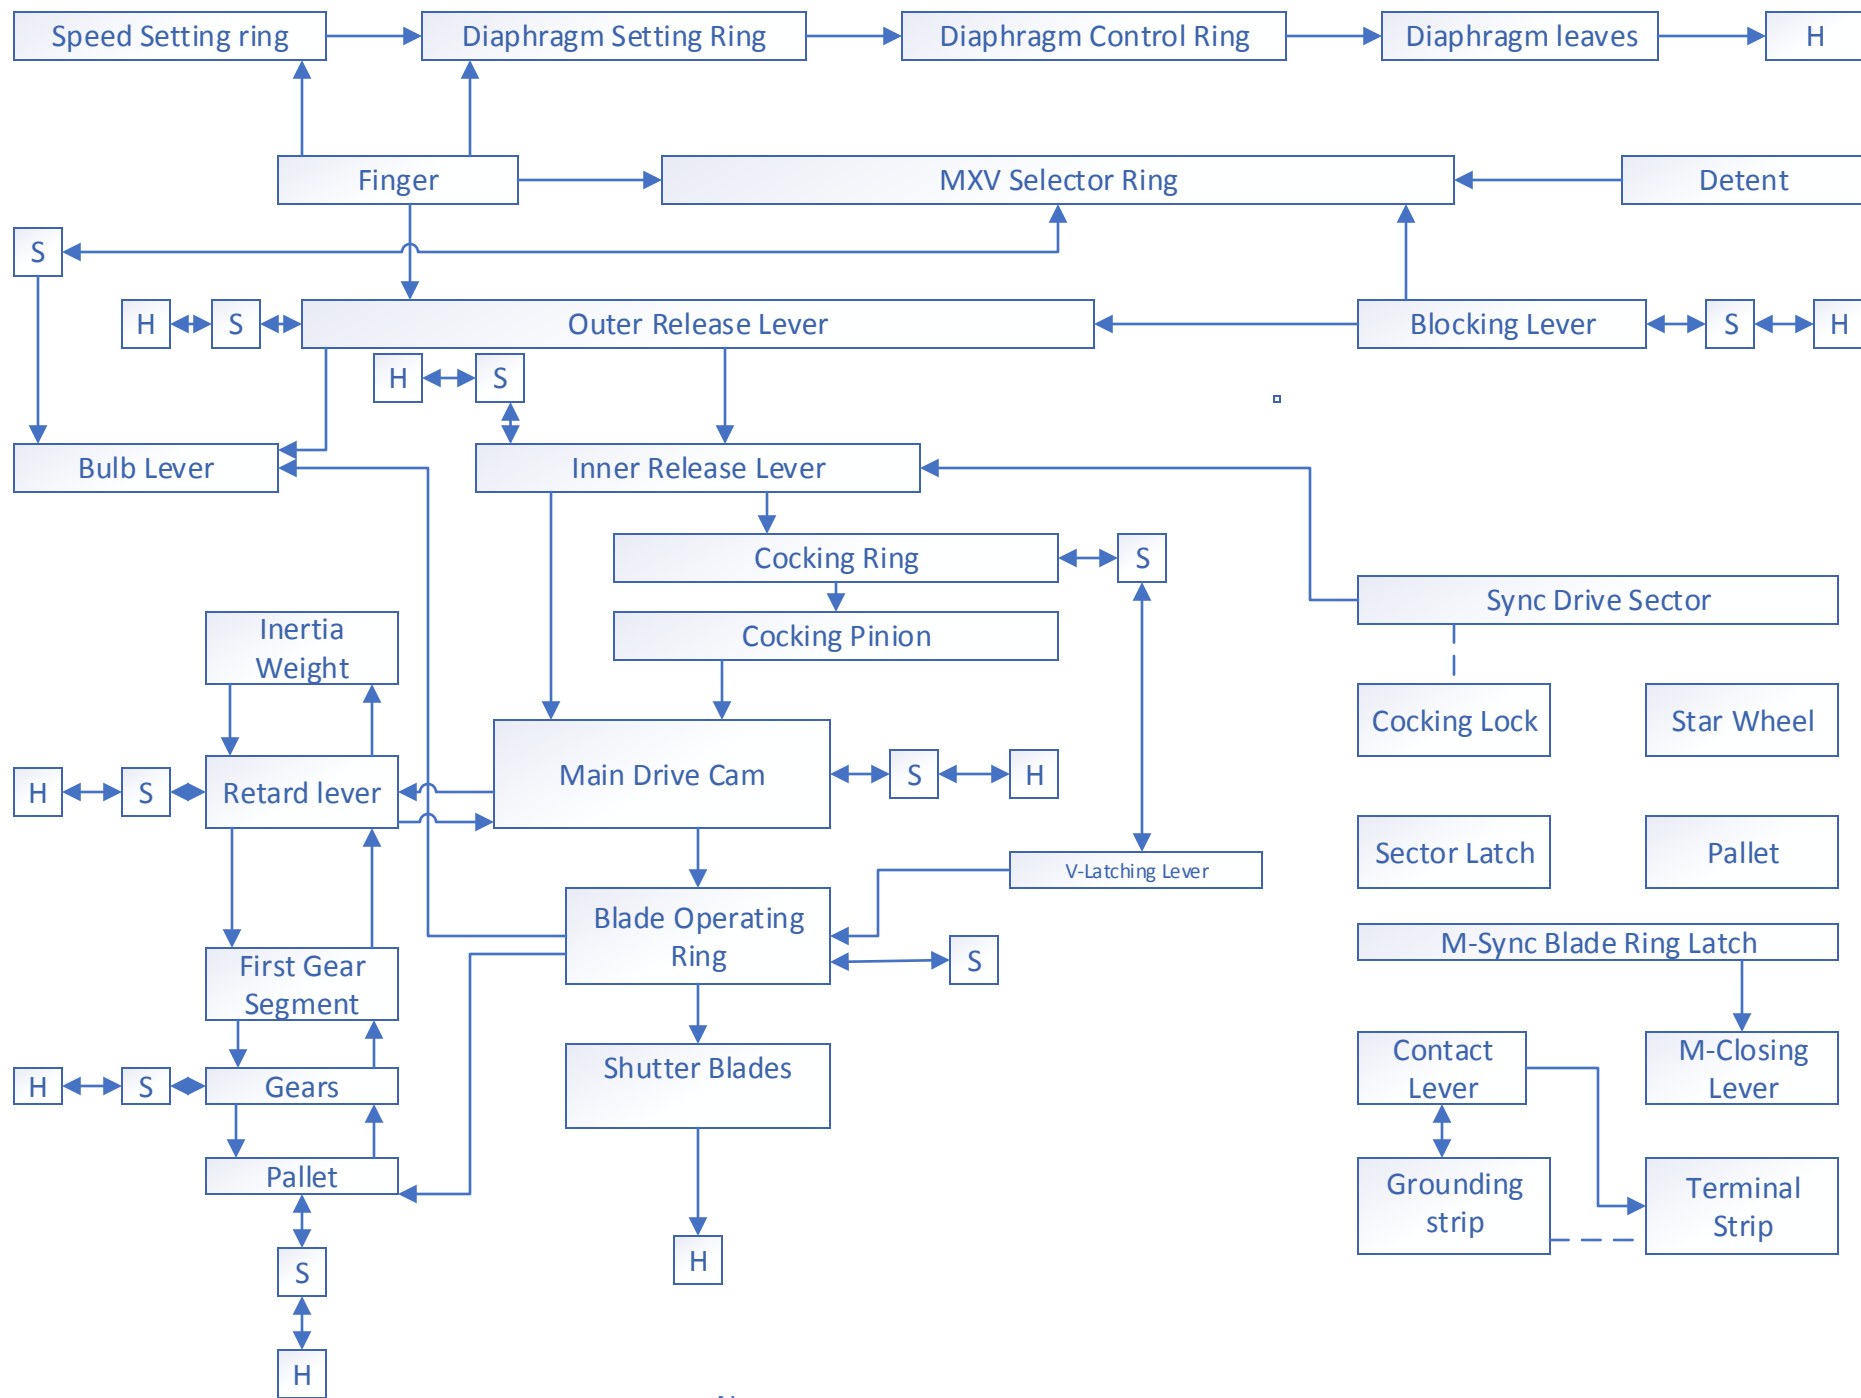 Speed Setting ring
Diaphragm Setting Ring
Diaphragm Control Ring
Diaphragm leaves
H
Finger
MXV Selector Ring
Detent
S
H
S
Outer Release Lever
Blocking Lever
S
H
H
S
Bulb Lever
Inner Release Lever
Cocking Ring
S
Sync Drive Sector
Inertia
Weight
Cocking Pinion
Cocking Lock
Star Wheel
H
S
Retard lever
Main Drive Cam
S
H
Sector Latch
Pallet
V-Latching Lever
Blade Operating
Ring
S
M-Sync Blade Ring Latch
First Gear
Segment
Contact
Lever
M-Closing
Lever
Shutter Blades
H
S
Gears
Pallet
Grounding
strip
Terminal
Strip
H
S
H